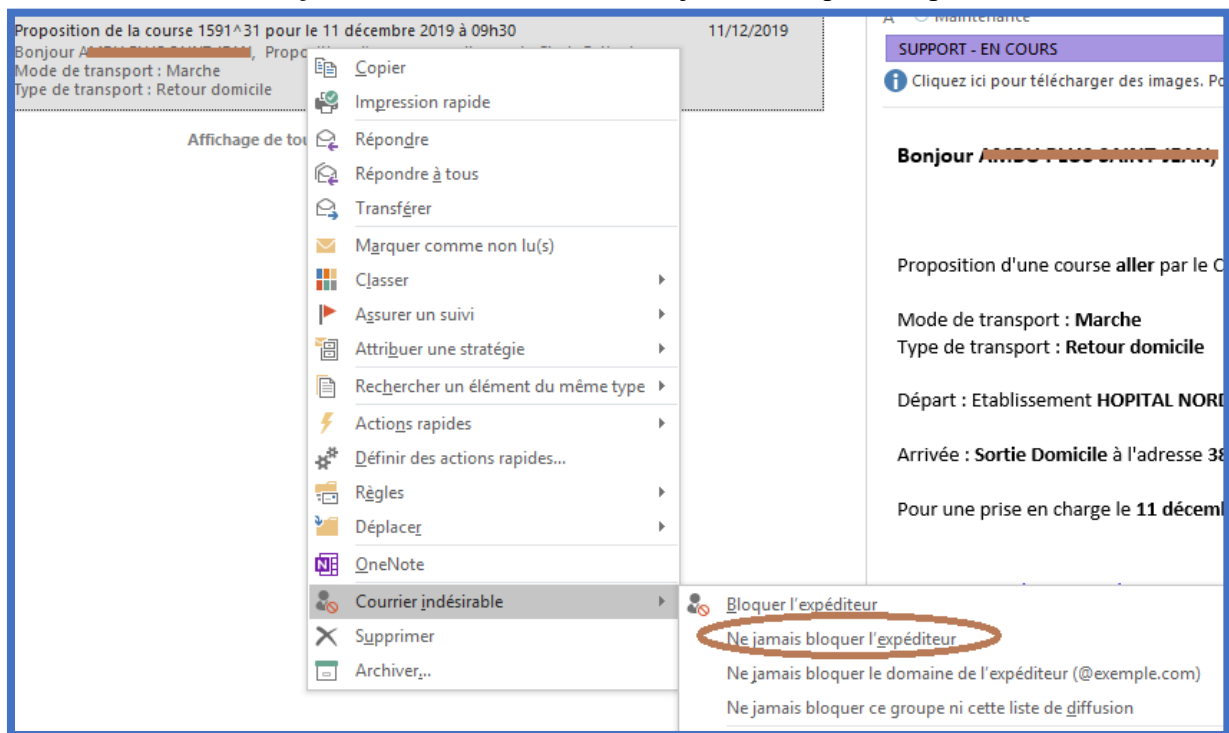 Proposition de la course 1591^31 pour le 11 décembre 2019 à 09h30 11/12/2019
Bonjour
Mode de transport : Marche
Type de transport : Retour domicile
Affichage de
Copier
Impression rapide
Répondre
Répondre à tous
Transférer
Marquer comme non lu(s)
Classer
Assurer un suivi
Attribuer une stratégie
Rechercher un élément du même type
Actions rapides
Définir des actions rapides...
Règles
Déplacer
OneNote
Courrier indésirable
Supprimer
Archiver...
Bloquer l'expéditeur
Ne jamais bloquer l'expéditeur
Ne jamais bloquer le domaine de l'expéditeur (@exemple.com)
Ne jamais bloquer ce groupe ni cette liste de diffusion
A Maintenance
SUPPORT - EN COURS
Cliquez ici pour télécharger des images.
Bonjour
Proposition d'une course aller par le
Mode de transport : Marche
Type de transport : Retour domicile
Départ : Etablissement HOPITAL NORD
Arrivée : Sortie Domicile à l'adresse
Pour une prise en charge le 11